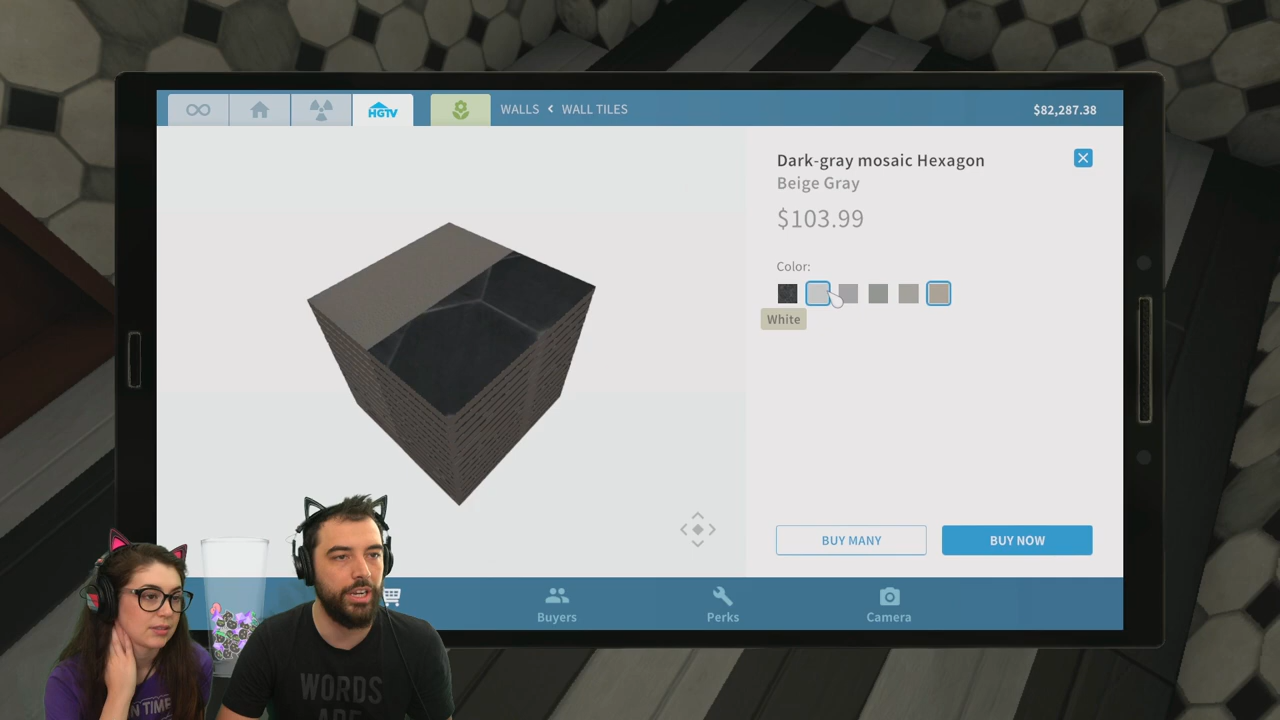 HGTV
WALLS < WALL TILES
$82,287.38
Dark-gray mosaic Hexagon
Beige Gray
$103.99
Color:
White
BUY MANY
BUY NOW
Buyers
Perks
Camera
WORDS
ARE
N TIME